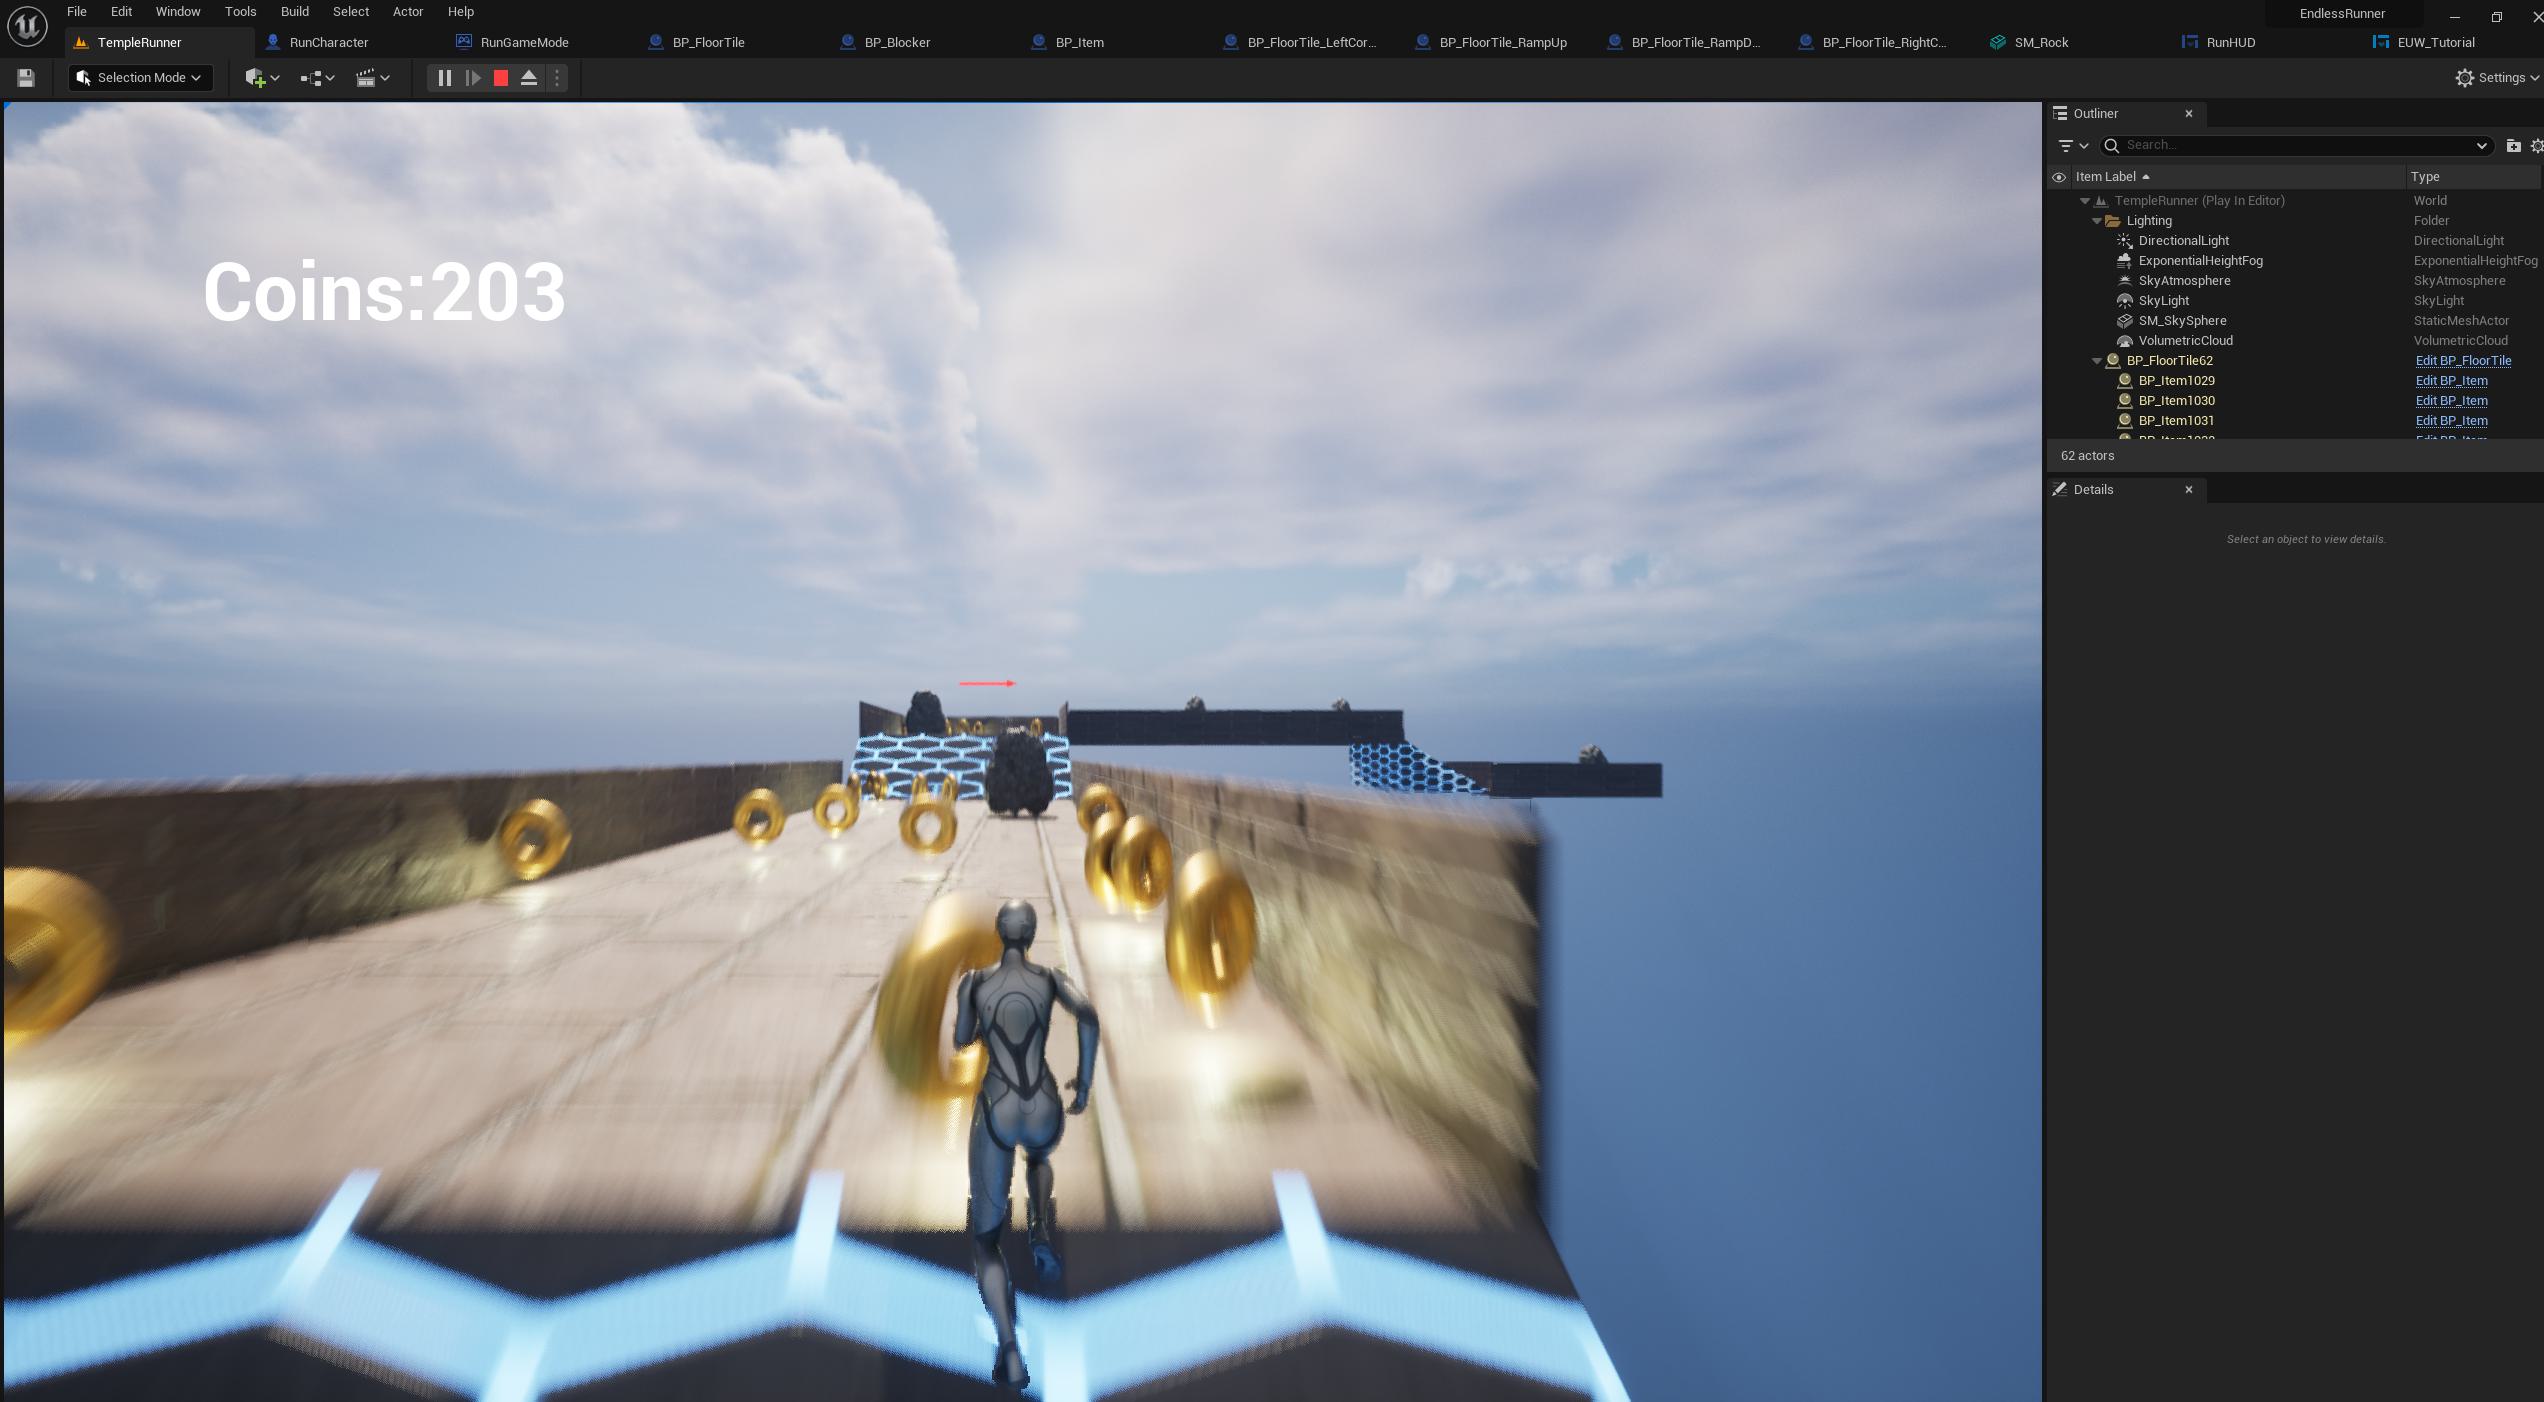 File Edit Window Tools Build Select Actor Help
EndlessRunner
TempleRunner RunCharacter RunGameMode BP_FloorTile BP_Blocker BP_Item BP_FloorTile_LeftCor... BP_FloorTile_RampUp BP_FloorTile_RampD... BP_FloorTile_RightC... SM_Rock RunHUD EUW_Tutorial
Selection Mode
Settings
Coins:203
Outliner
Search...
Item Label Type
TempleRunner (Play In Editor) World
Lighting Folder
DirectionalLight DirectionalLight
ExponentialHeightFog ExponentialHeightFog
SkyAtmosphere SkyAtmosphere
SkyLight SkyLight
SM_SkySphere StaticMeshActor
VolumetricCloud VolumetricCloud
BP_FloorTile62 Edit BP_FloorTile
BP_Item1029 Edit BP_Item
BP_Item1030 Edit BP_Item
BP_Item1031 Edit BP_Item
62 actors
Details
Select an object to view details.